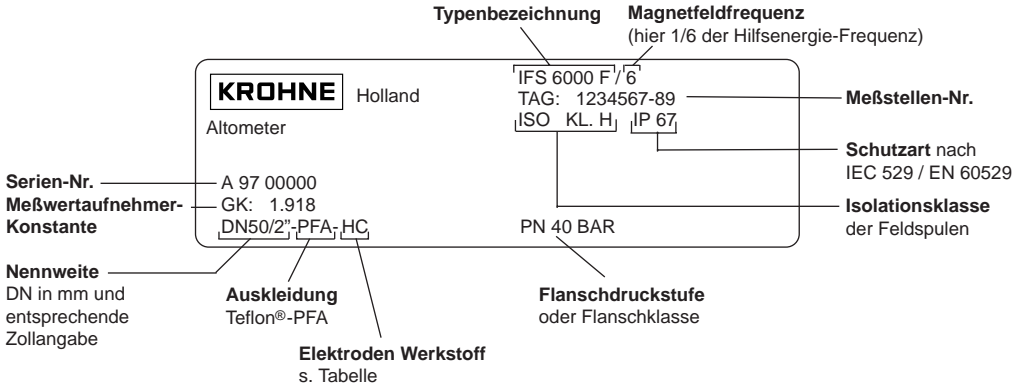 Typenbezeichnung
Magnetfeldfrequenz
(hier 1/6 der Hilfsenergie-Frequenz)
KROHNE Holland
Altometer
IFS 6000 F / 6
TAG: 1234567-89
ISO KL. H IP 67
Meßstellen-Nr.
Schutzart nach
IEC 529 / EN 60529
Isolationsklasse
der Feldspulen
Serien-Nr.
A 97 00000
Meßwertaufnehmer-
Konstante
GK: 1.918
DN50/2”-PFA-HC
PN 40 BAR
Nennweite
DN in mm und
entsprechende
Zollangabe
Auskleidung
Teflon®-PFA
Elektroden Werkstoff
s. Tabelle
Flanschdruckstufe
oder Flanschklasse